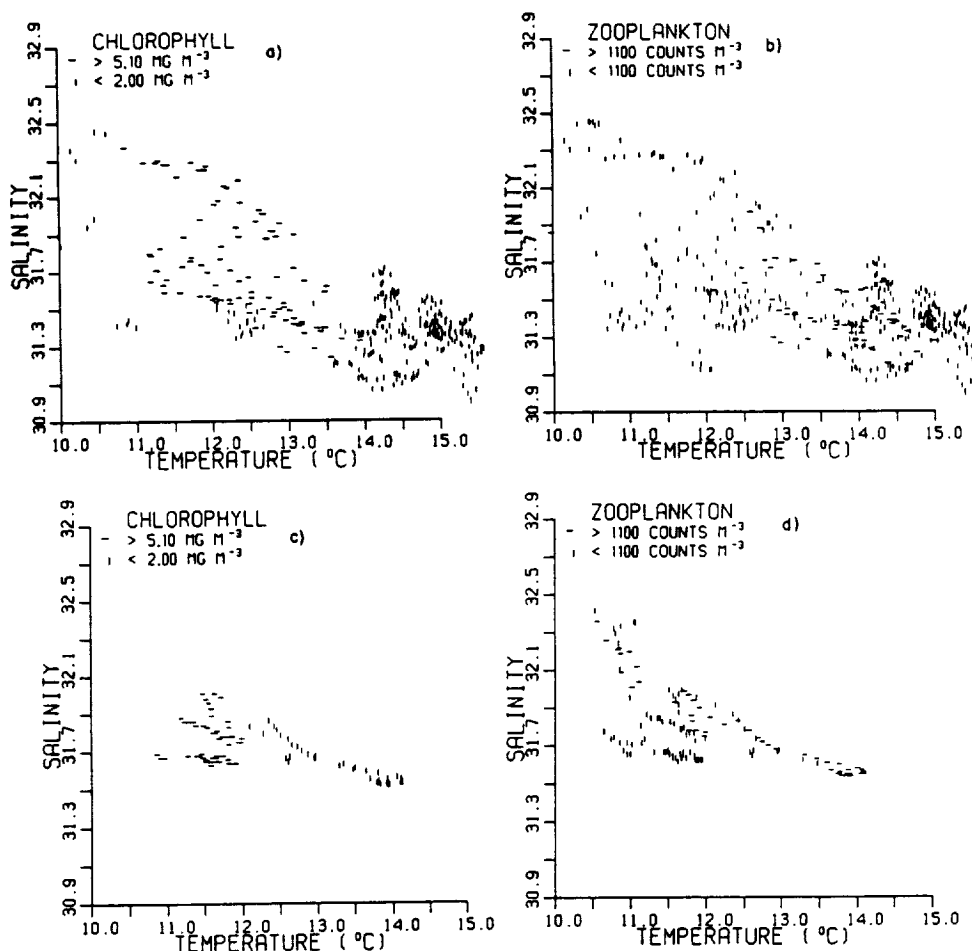 CHLOROPHYLL a)
– > 5.10 MG M⁻³
ı < 2.00 MG M⁻³
SALINITY
32.9
32.5
32.1
31.7
31.3
30.9
10.0 11.0 12.0 13.0 14.0 15.0
TEMPERATURE (°C)
ZOOPLANKTON b)
– > 1100 COUNTS M⁻³
ı < 1100 COUNTS M⁻³
SALINITY
32.9
32.5
32.1
31.7
31.3
30.9
10.0 11.0 12.0 13.0 14.0 15.0
TEMPERATURE (°C)
CHLOROPHYLL c)
– > 5.10 MG M⁻³
ı < 2.00 MG M⁻³
SALINITY
32.9
32.5
32.1
31.7
31.3
30.9
10.0 11.0 12.0 13.0 14.0 15.0
TEMPERATURE (°C)
ZOOPLANKTON d)
– > 1100 COUNTS M⁻³
ı < 1100 COUNTS M⁻³
SALINITY
32.9
32.5
32.1
31.7
31.3
30.9
10.0 11.0 12.0 13.0 14.0 15.0
TEMPERATURE (°C)